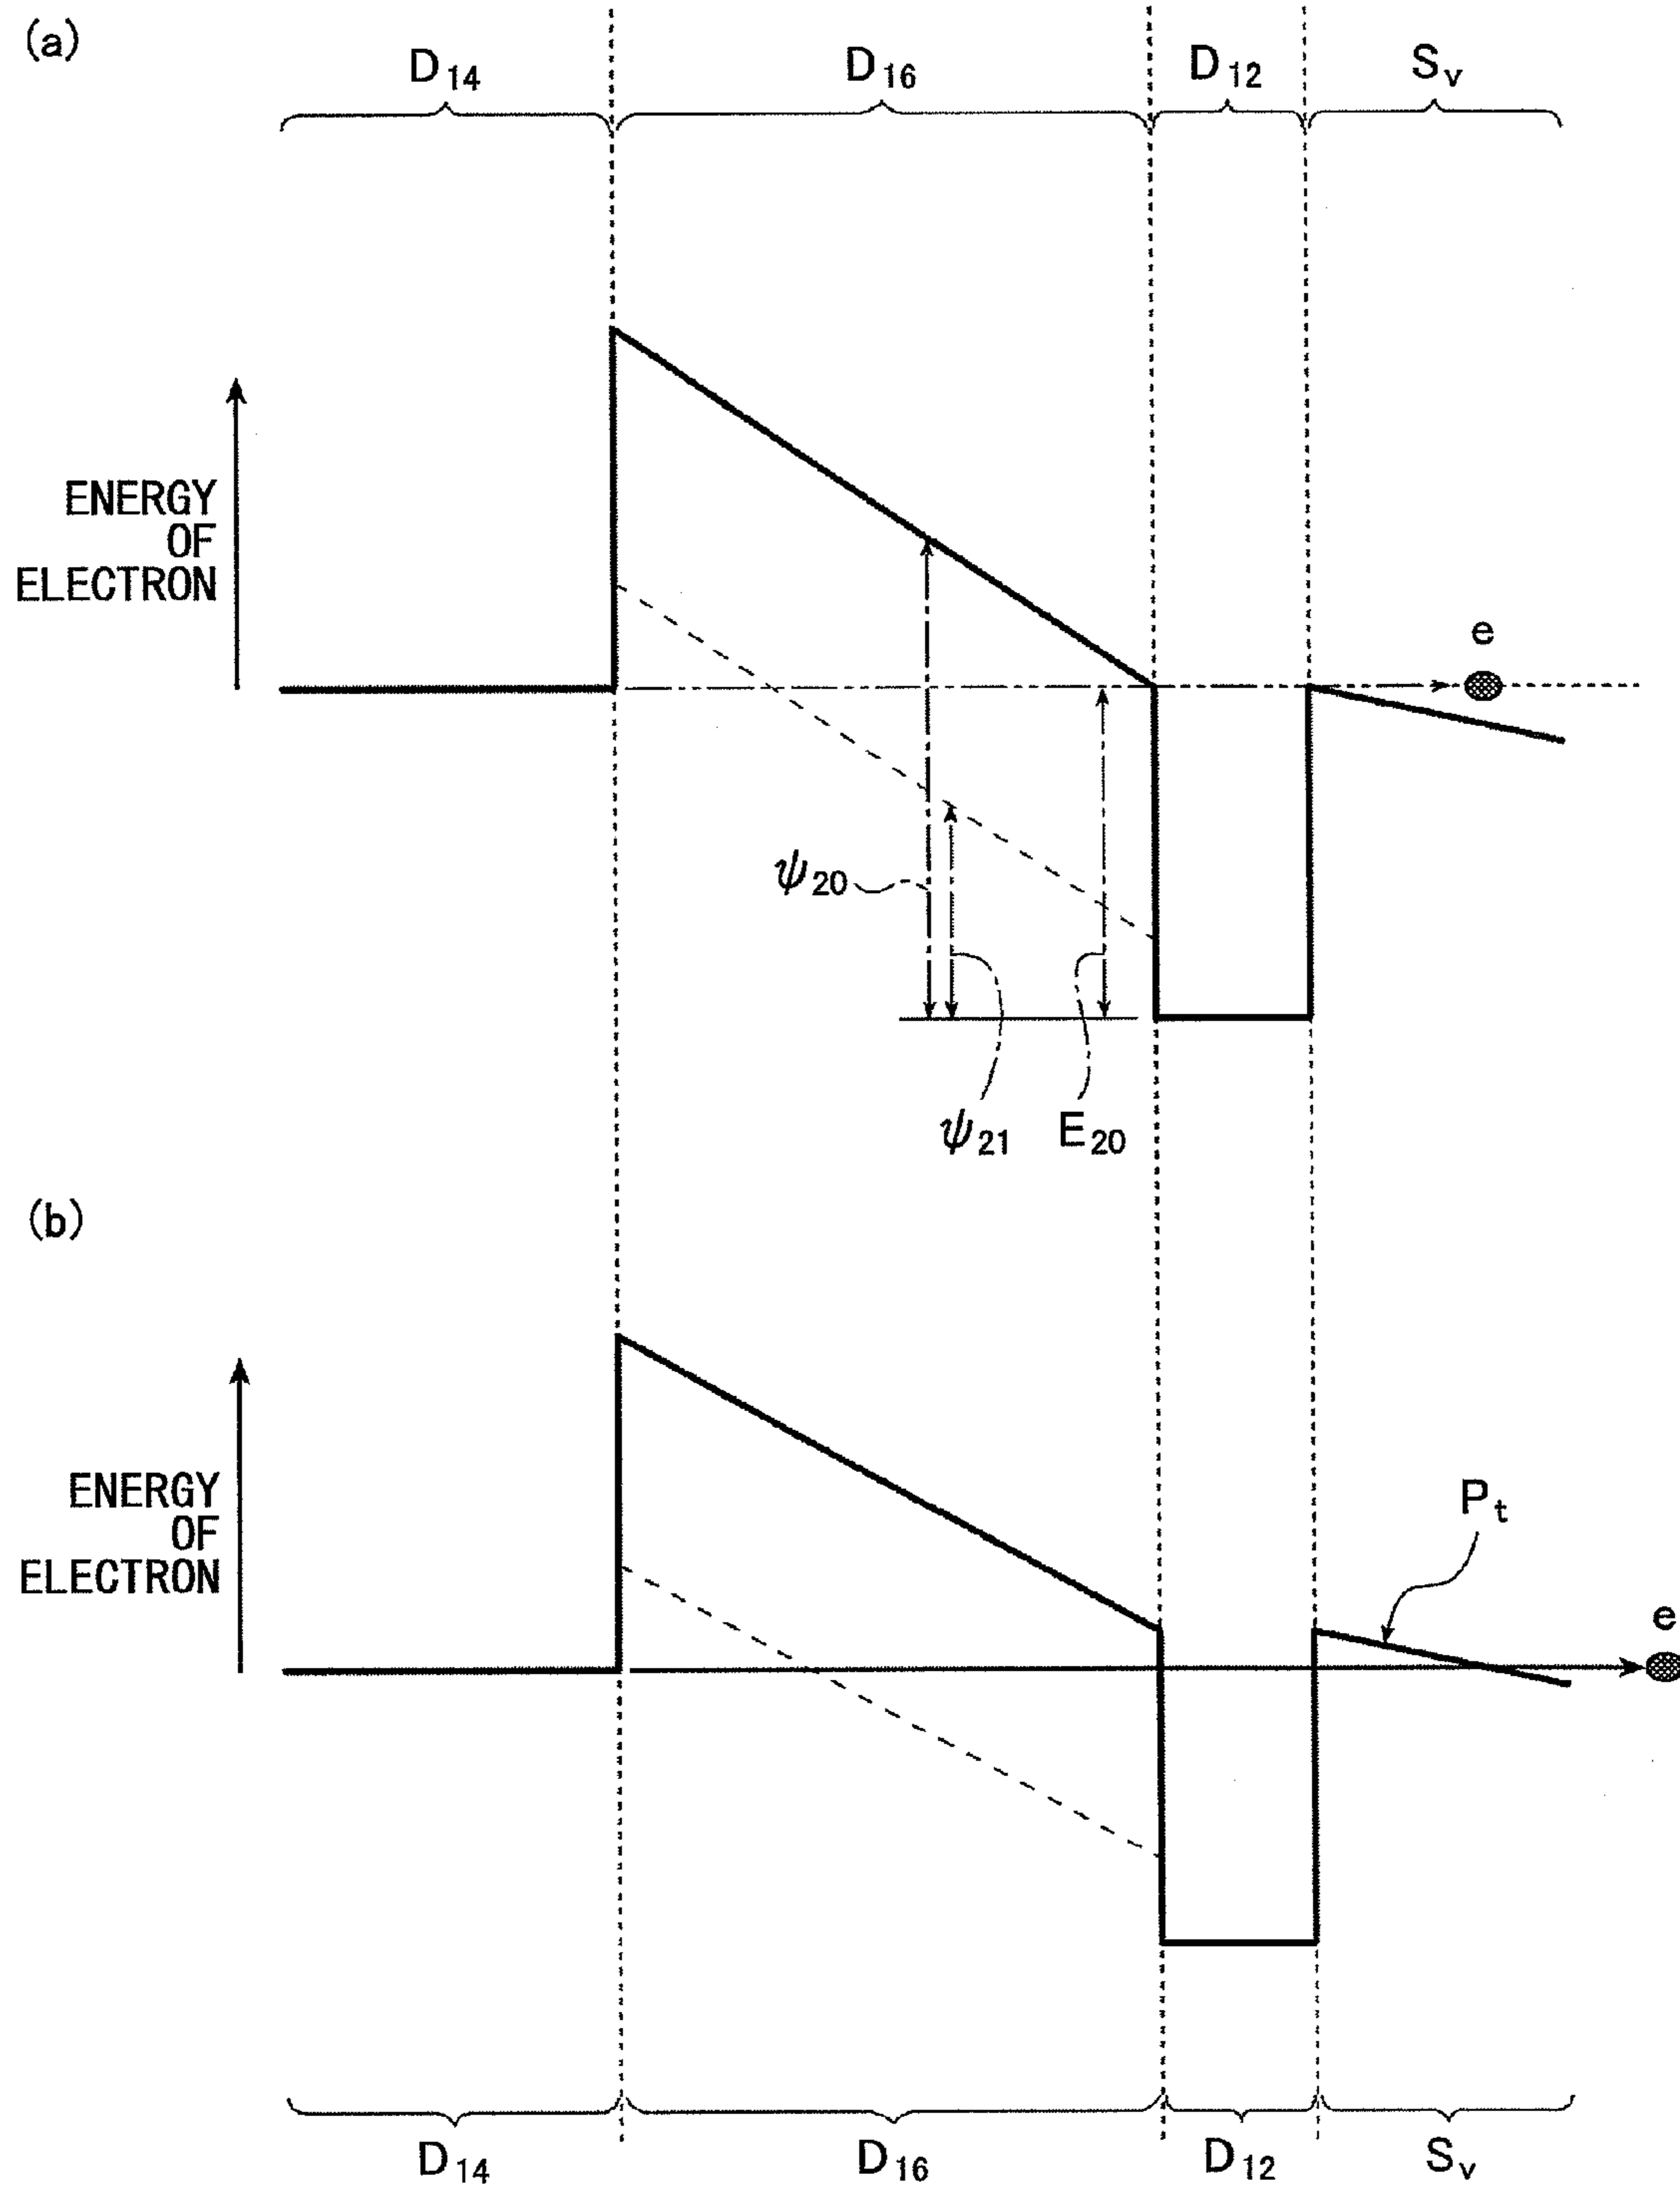 (a)
D14 D16 D12 Sv
ENERGY
OF
ELECTRON
e
ψ20
ψ21 E20
(b)
ENERGY
OF
ELECTRON
Pt
e
D14 D16 D12 Sv